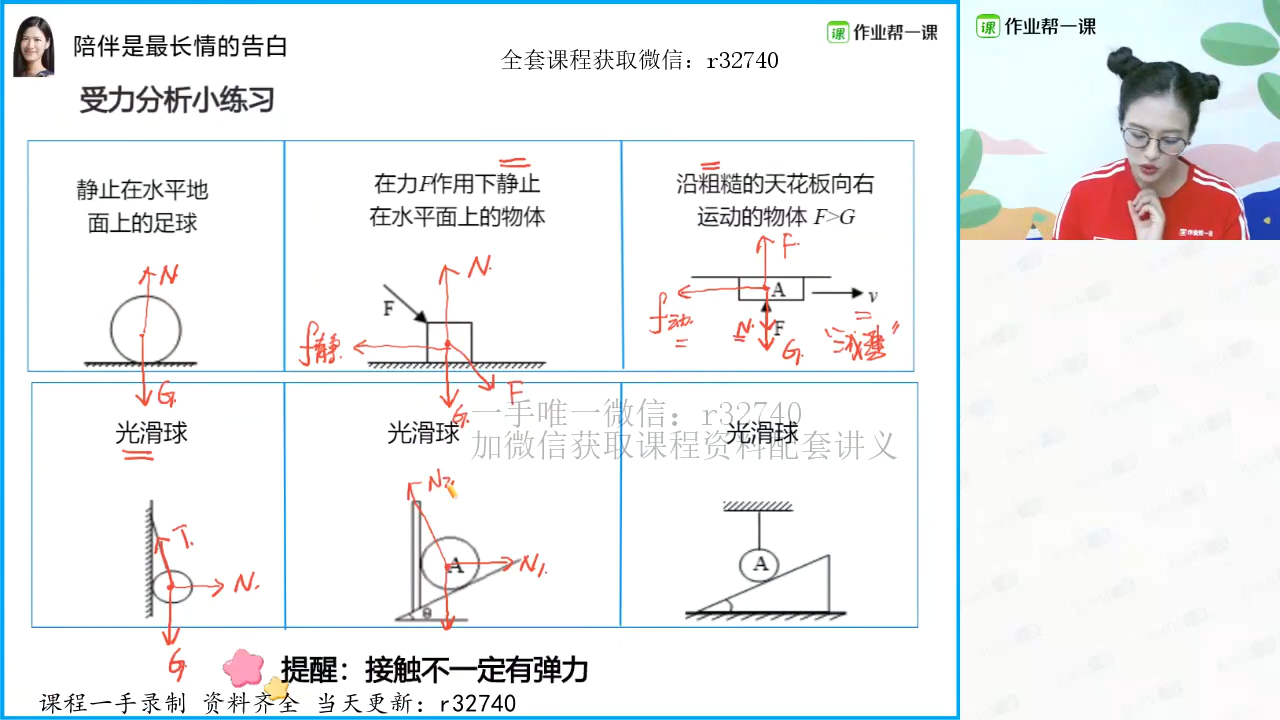 陪伴是最长情的告白
作业帮一课
作业帮一课
全套课程获取微信：r32740
受力分析小练习
静止在水平地
面上的足球
在力F作用下静止
在水平面上的物体
沿粗糙的天花板向右
运动的物体 F>G
N
G
F
N
f静
F
G
F
A
v
f动
N
F
G
"减速"
一手唯一微信：r32740
加微信获取课程资料配套讲义
光滑球
光滑球
光滑球
T
N
G
N2
A
N1
θ
A
提醒：接触不一定有弹力
课程一手录制 资料齐全 当天更新：r32740
作业帮一课